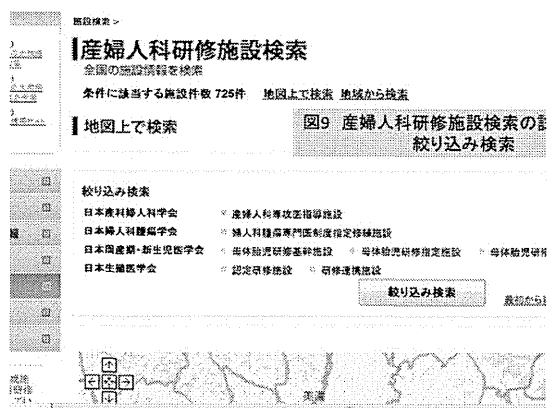 施設検索 >
産婦人科研修施設検索
全国の施設情報を検索
条件に該当する施設件数 725件 地図上で検索 地域から検索
地図上で検索
図9 産婦人科研修施設検索の
絞り込み検索
絞り込み検索
日本産科婦人科学会 産婦人科専攻医指導施設
日本婦人科腫瘍学会 婦人科腫瘍専門医制度指定修練施設
日本周産期・新生児医学会 母体胎児研修基幹施設 母体胎児研修指定施設 母体胎児研修
日本生殖医学会 認定研修施設 研修連携施設
絞り込み検索
最初から